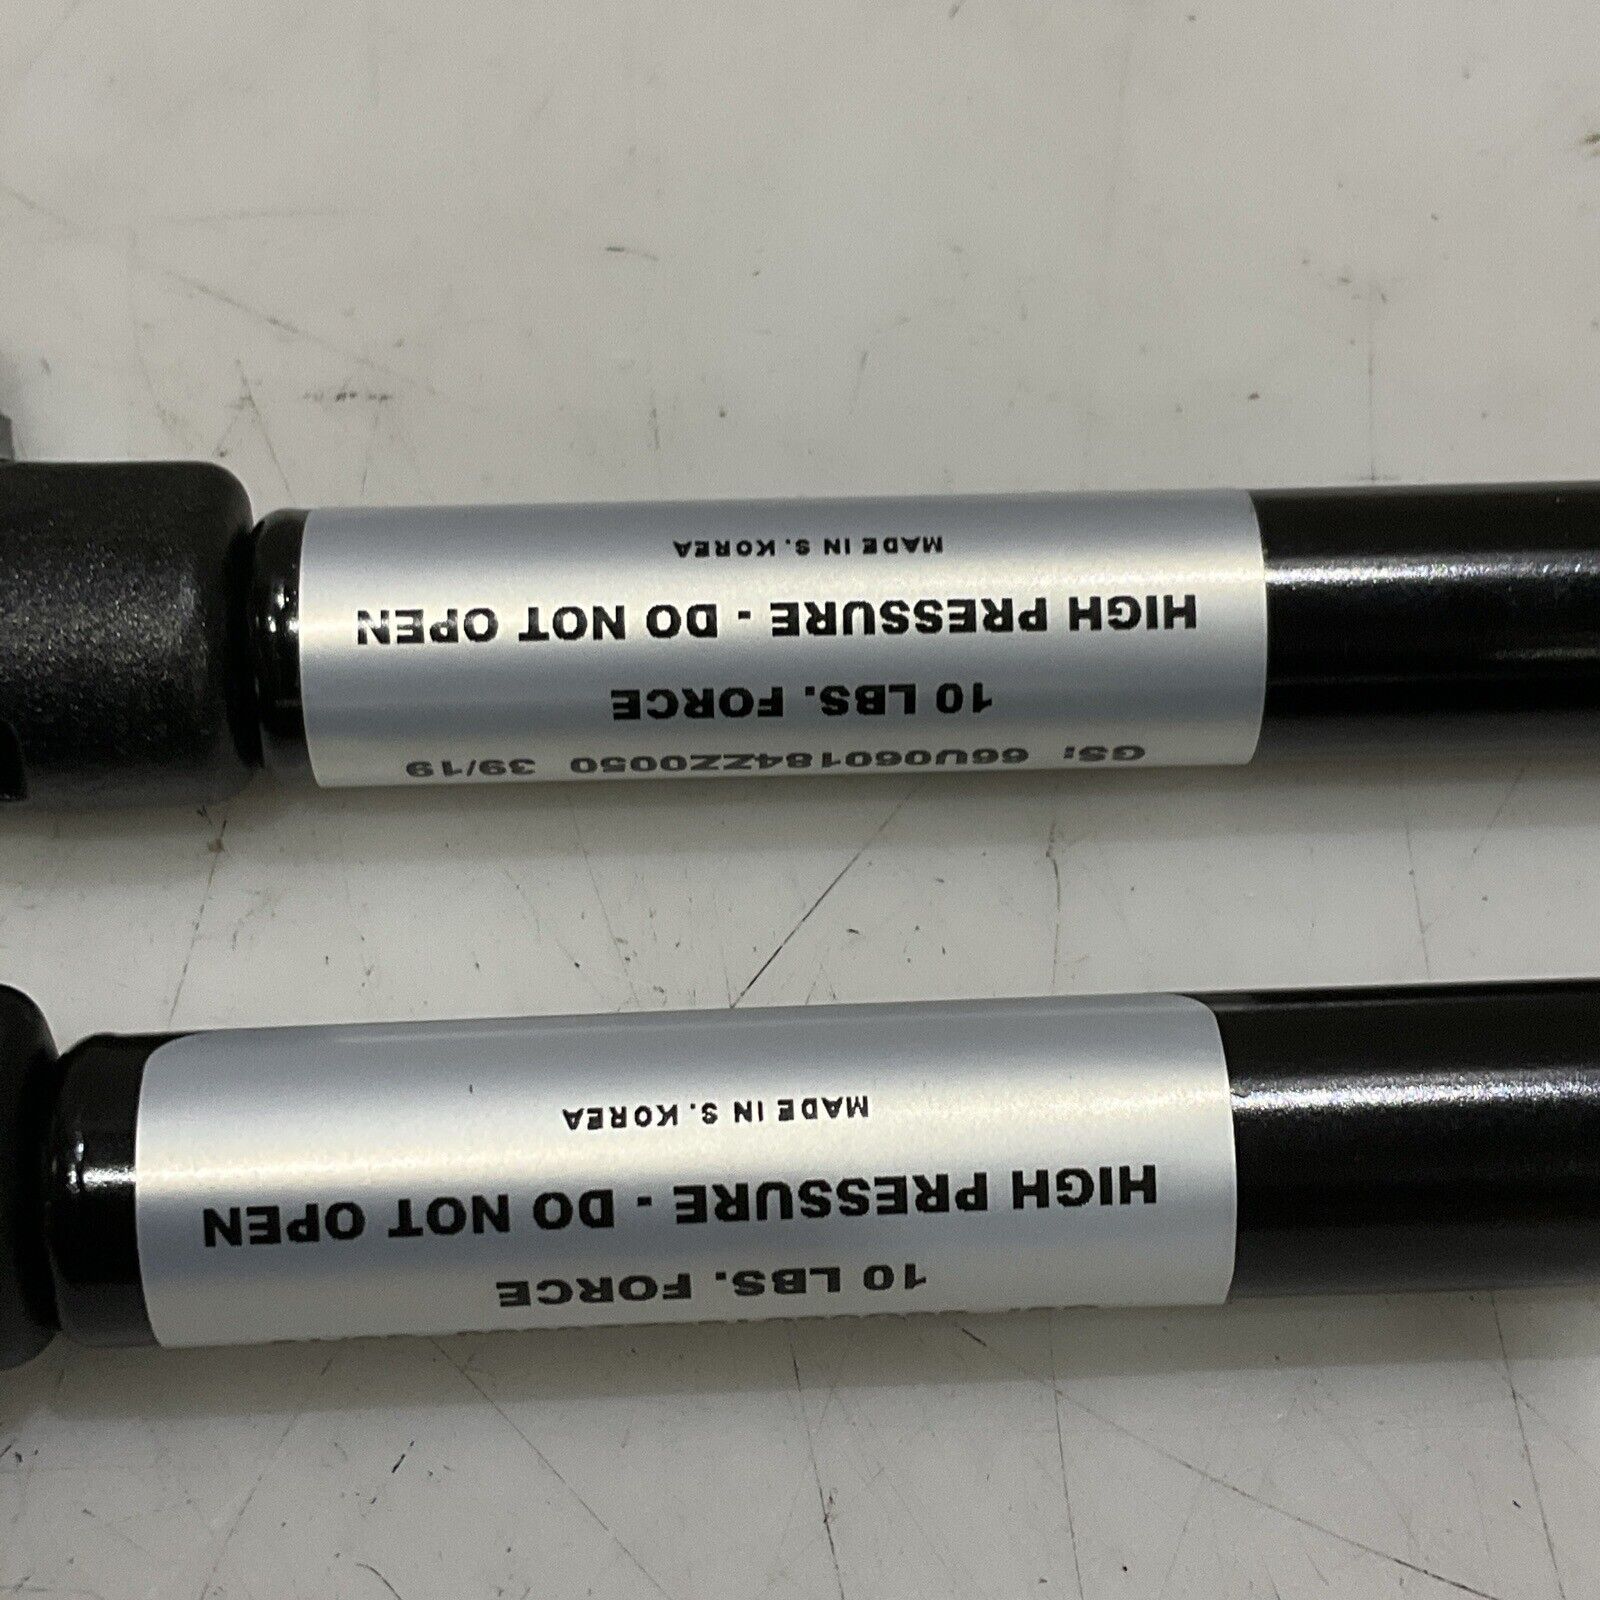 GS: 66U060184ZZ0050 39/19
10 LBS. FORCE
HIGH PRESSURE - DO NOT OPEN
MADE IN S. KOREA
10 LBS. FORCE
HIGH PRESSURE - DO NOT OPEN
MADE IN S. KOREA